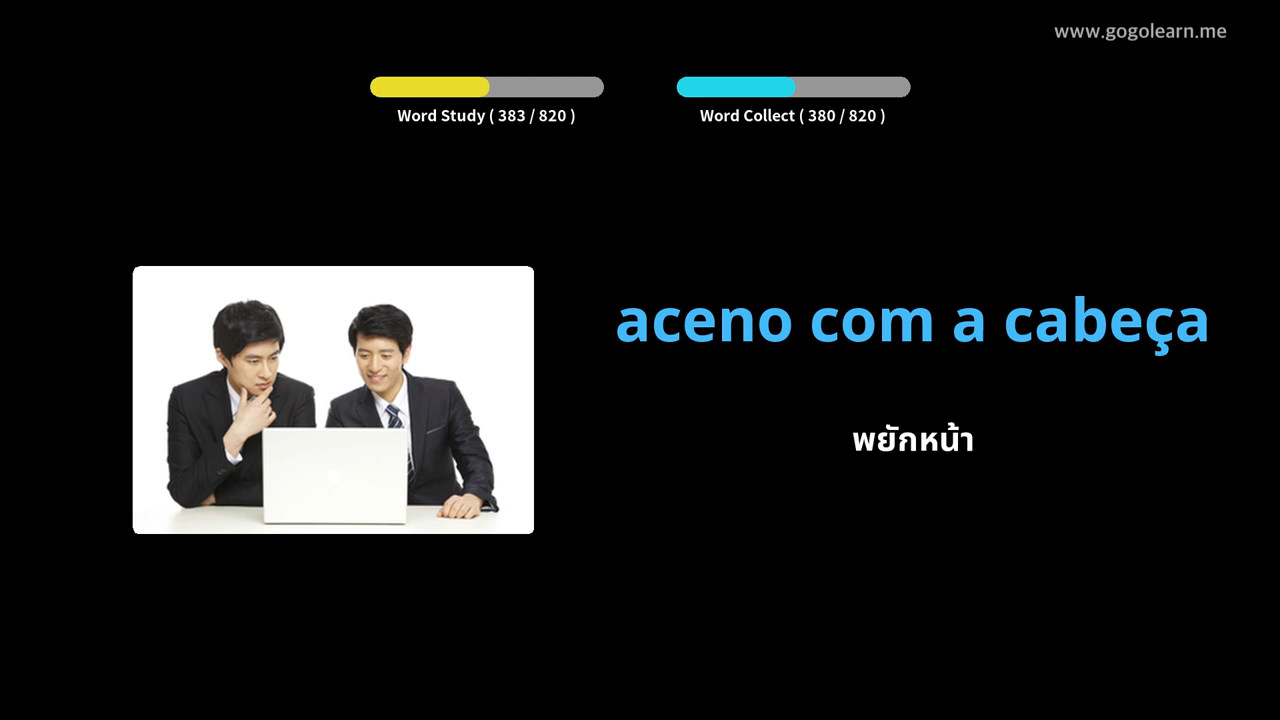 www.gogolearn.me
Word Study ( 383 / 820 )
Word Collect ( 380 / 820 )
aceno com a cabeça
พยักหน้า